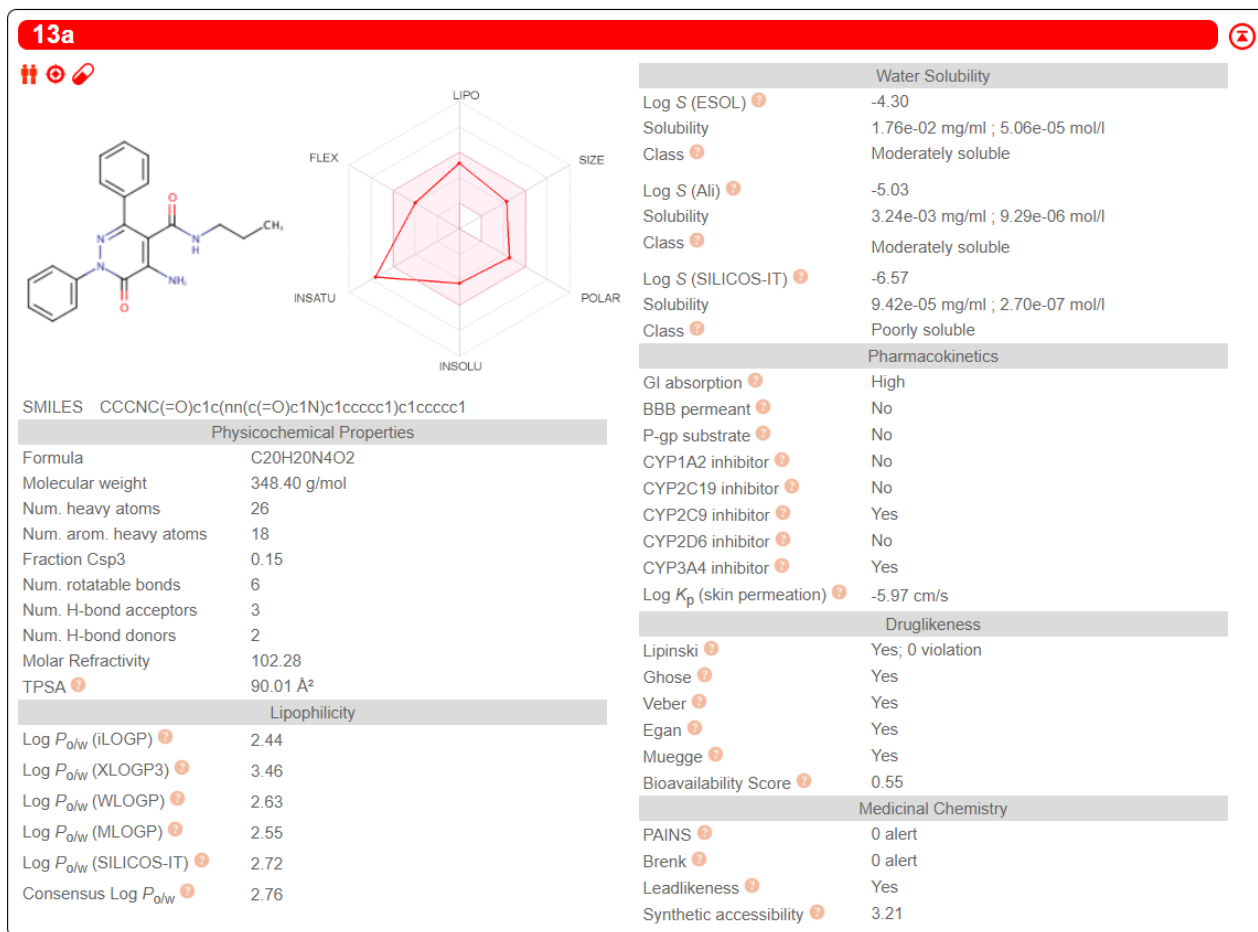 13a
LIPO
FLEX
SIZE
INSATU
POLAR
INSOLU
O
N
H
CH₃
N
N
NH₂
O
SMILES CCCNC(=O)c1c(nn(c(=O)c1N)c1ccccc1)c1ccccc1
Physicochemical Properties
Formula C20H20N4O2
Molecular weight 348.40 g/mol
Num. heavy atoms 26
Num. arom. heavy atoms 18
Fraction Csp3 0.15
Num. rotatable bonds 6
Num. H-bond acceptors 3
Num. H-bond donors 2
Molar Refractivity 102.28
TPSA ? 90.01 Å²
Lipophilicity
Log Po/w (iLOGP) ? 2.44
Log Po/w (XLOGP3) ? 3.46
Log Po/w (WLOGP) ? 2.63
Log Po/w (MLOGP) ? 2.55
Log Po/w (SILICOS-IT) ? 2.72
Consensus Log Po/w ? 2.76
Water Solubility
Log S (ESOL) ? -4.30
Solubility 1.76e-02 mg/ml ; 5.06e-05 mol/l
Class ? Moderately soluble
Log S (Ali) ? -5.03
Solubility 3.24e-03 mg/ml ; 9.29e-06 mol/l
Class ? Moderately soluble
Log S (SILICOS-IT) ? -6.57
Solubility 9.42e-05 mg/ml ; 2.70e-07 mol/l
Class ? Poorly soluble
Pharmacokinetics
GI absorption ? High
BBB permeant ? No
P-gp substrate ? No
CYP1A2 inhibitor ? No
CYP2C19 inhibitor ? No
CYP2C9 inhibitor ? Yes
CYP2D6 inhibitor ? No
CYP3A4 inhibitor ? Yes
Log Kp (skin permeation) ? -5.97 cm/s
Druglikeness
Lipinski ? Yes; 0 violation
Ghose ? Yes
Veber ? Yes
Egan ? Yes
Muegge ? Yes
Bioavailability Score ? 0.55
Medicinal Chemistry
PAINS ? 0 alert
Brenk ? 0 alert
Leadlikeness ? Yes
Synthetic accessibility ? 3.21